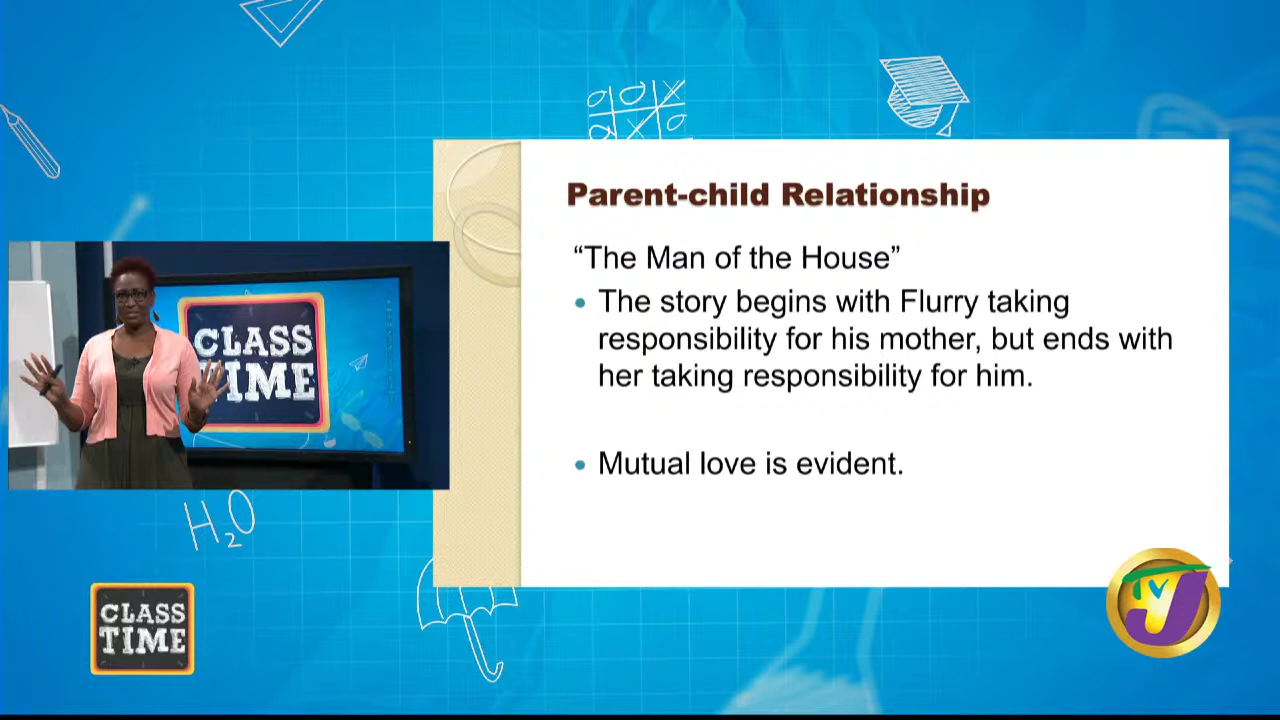 Parent-child Relationship
“The Man of the House”
• The story begins with Flurry taking
responsibility for his mother, but ends with
her taking responsibility for him.
• Mutual love is evident.
CLASS
TIME
H₂O
CLASS
TIME
TVJ